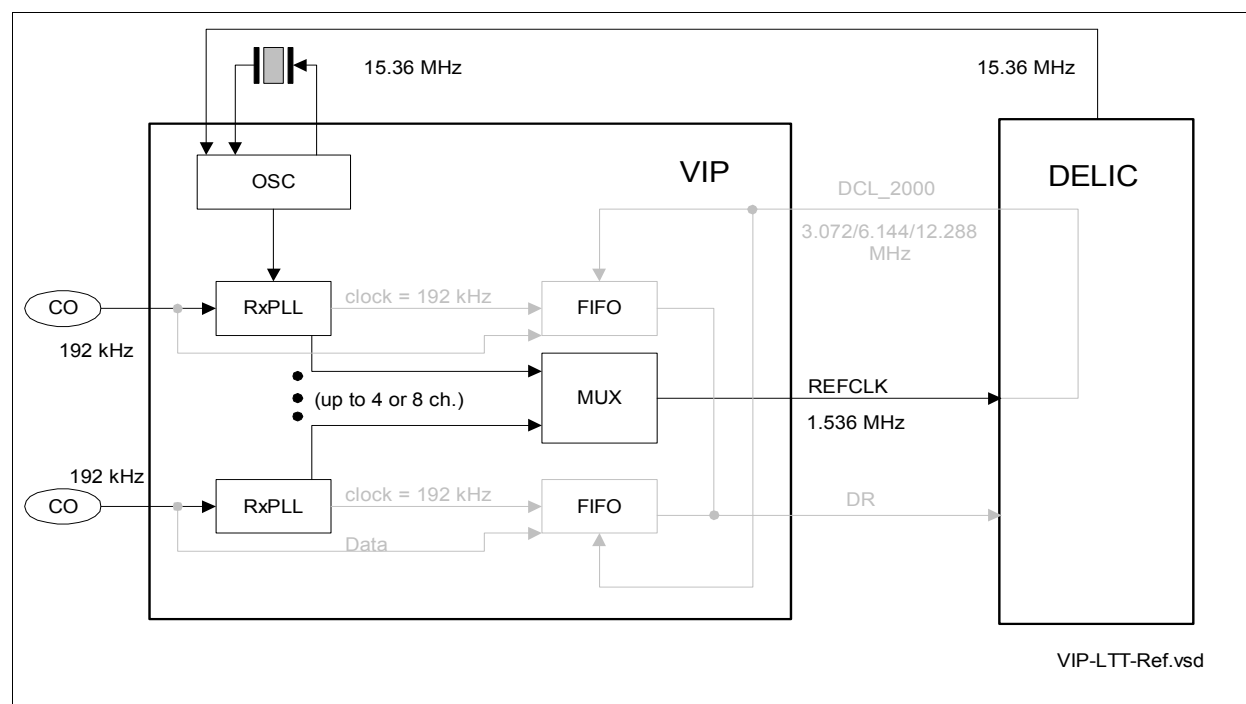 15.36 MHz
15.36 MHz
OSC
VIP
DELIC
DCL_2000
3.072/6.144/12.288
MHz
CO
RxPLL
clock = 192 kHz
FIFO
192 kHz
(up to 4 or 8 ch.)
MUX
REFCLK
1.536 MHz
192 kHz
CO
RxPLL
clock = 192 kHz
FIFO
DR
Data
VIP-LTT-Ref.vsd